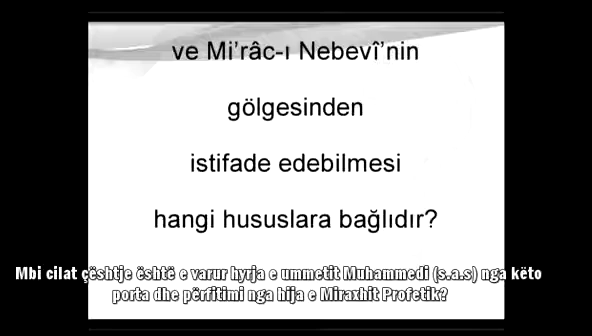 ve Mi’râc-ı Nebevî’nin
gölgesinden
istifade edebilmesi
hangi hususlara bağlıdır?
Mbi cilat çështje është e varur hyrja e ummetit Muhammedi (s.a.s) nga këto
porta dhe përfitimi nga hija e Miraxhit Profetik?